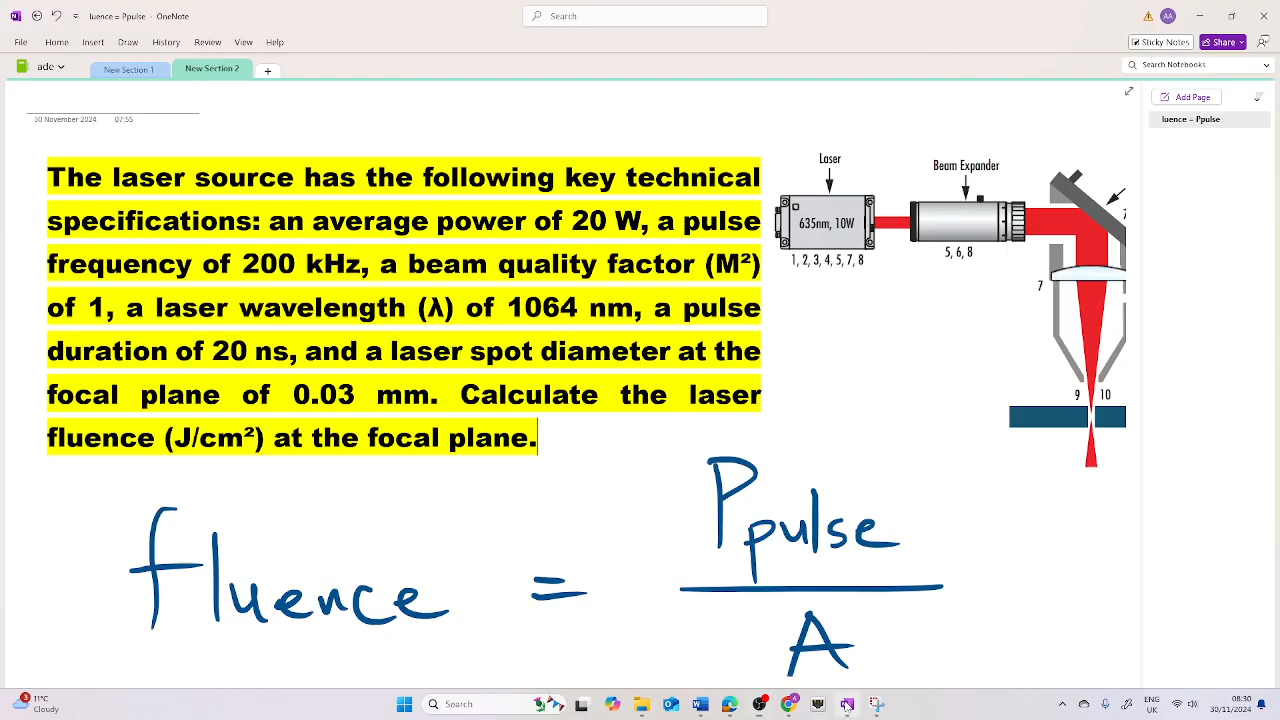 luence = Ppulse - OneNote
Search
AA
File Home Insert Draw History Review View Help
Sticky Notes
Share
ade
New Section 1
New Section 2
Search Notebooks
Add Page
luence = Ppulse
30 November 2024 07:55
The laser source has the following key technical
specifications: an average power of 20 W, a pulse
frequency of 200 kHz, a beam quality factor (M²)
of 1, a laser wavelength (λ) of 1064 nm, a pulse
duration of 20 ns, and a laser spot diameter at the
focal plane of 0.03 mm. Calculate the laser
fluence (J/cm²) at the focal plane.
Laser
635nm, 10W
1, 2, 3, 4, 5, 7, 8
Beam Expander
5, 6, 8
7
9 10
fluence = Ppulse
A
3
11°C
Cloudy
Search
ENG
UK
08:30
30/11/2024